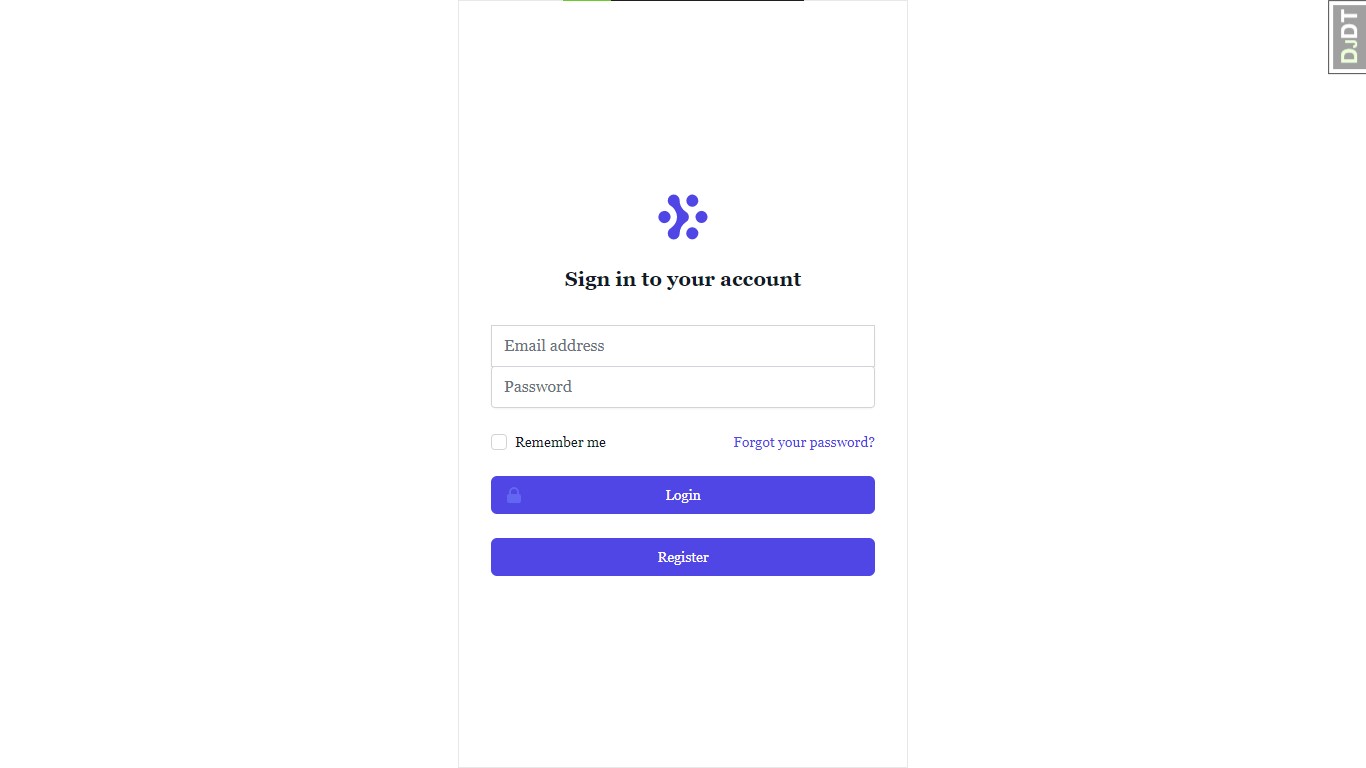 DJDT
Sign in to your account
Email address
Password
Remember me
Forgot your password?
Login
Register